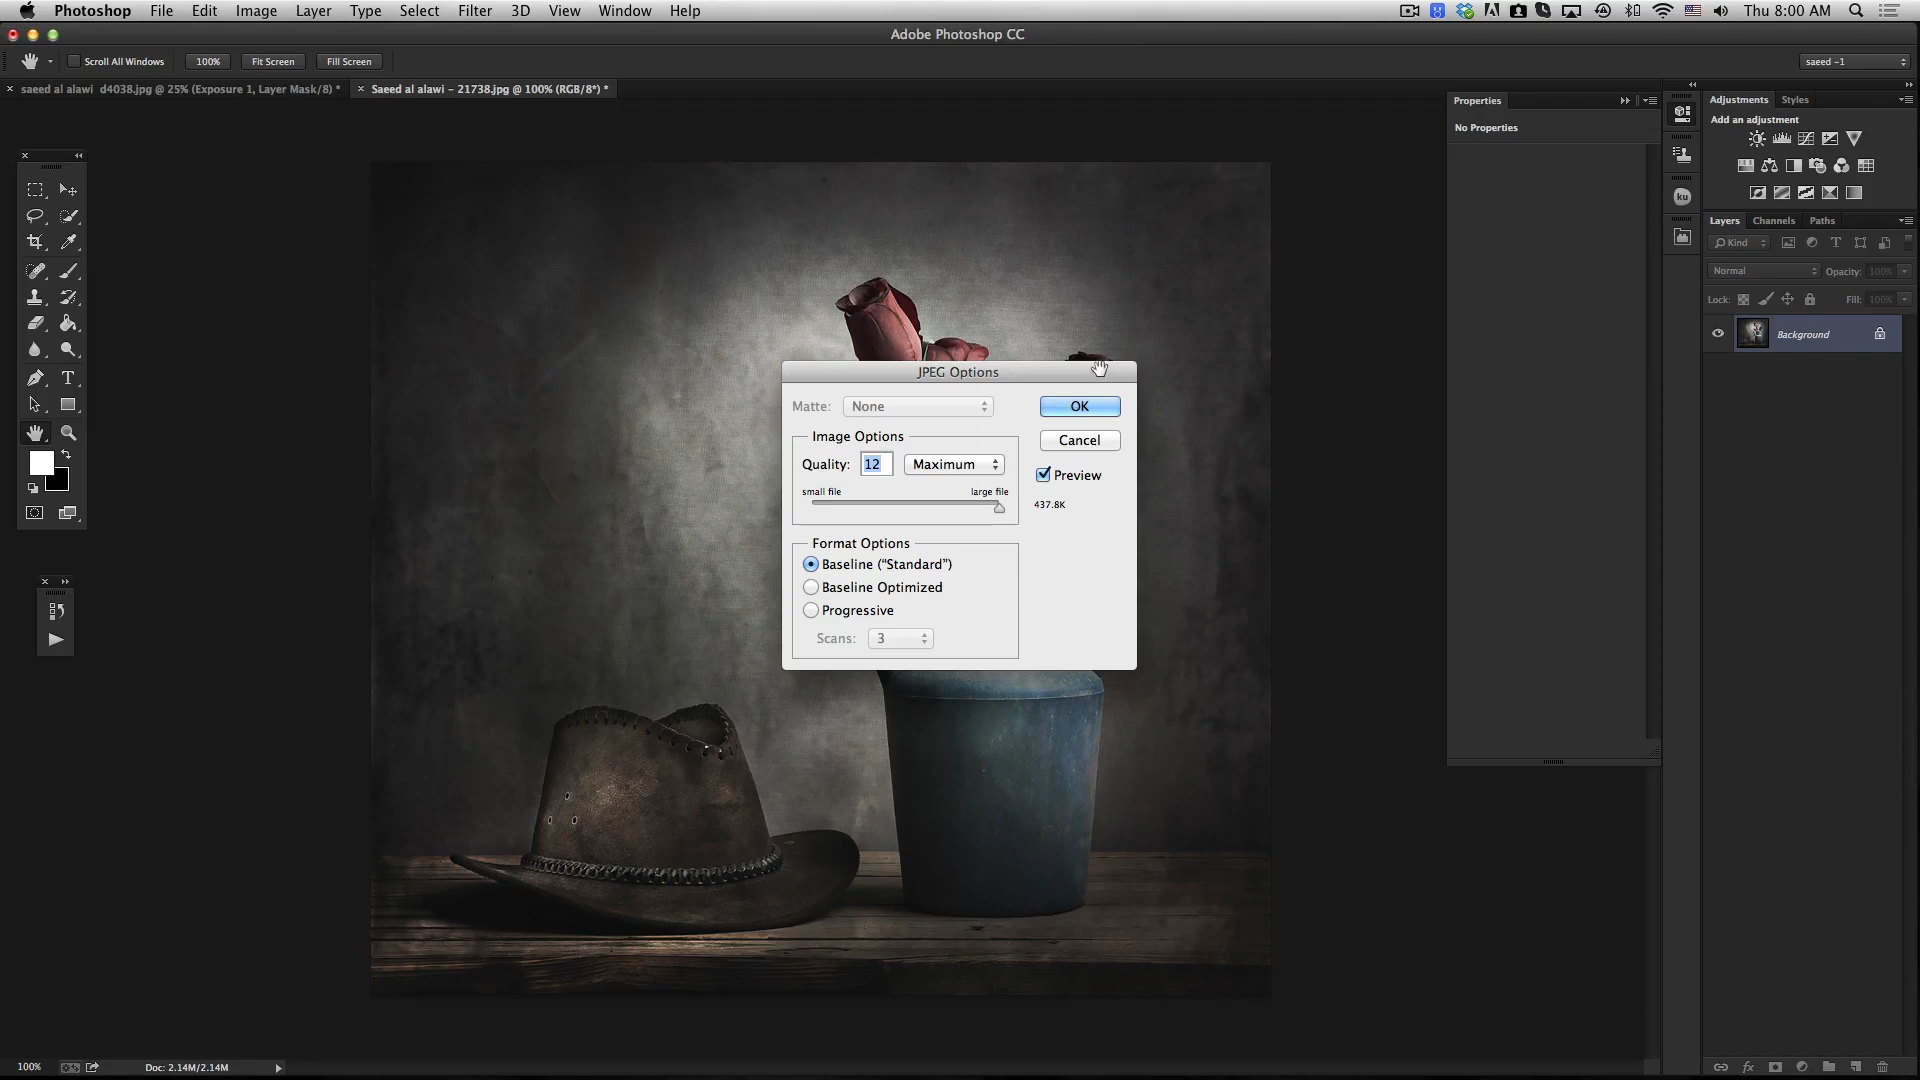 Photoshop File Edit Image Layer Type Select Filter 3D View Window Help Thu 8:00 AM
Adobe Photoshop CC
Scroll All Windows 100% Fit Screen Fill Screen saeed -1
saeed al alawi d4038.jpg @ 25% (Exposure 1, Layer Mask/8) * Saeed al alawi - 21738.jpg @ 100% (RGB/8*) *
Properties
No Properties
Adjustments Styles
Add an adjustment
ku
Layers Channels Paths
Kind
Normal Opacity: 100%
Lock: Fill: 100%
Background
JPEG Options
Matte: None OK
Image Options Cancel
Quality: 12 Maximum Preview
small file large file
437.8K
Format Options
Baseline (“Standard”)
Baseline Optimized
Progressive
Scans: 3
T
100% Doc: 2.14M/2.14M
fx